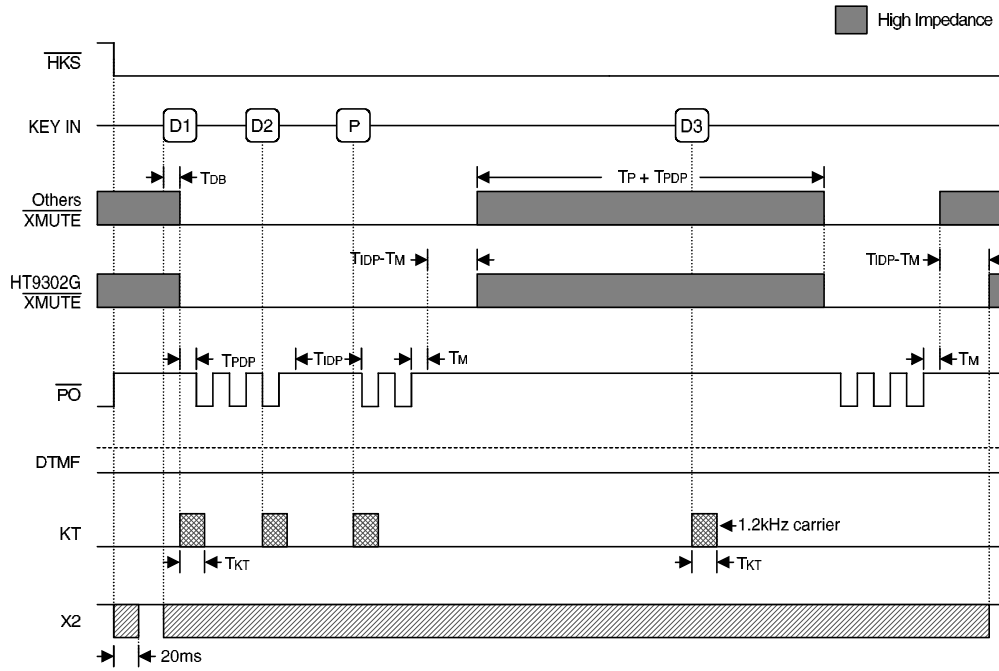 High Impedance
HKS
KEY IN
D1
D2
P
D3
TDB
TP + TPDP
Others
XMUTE
TIDP-TM
TIDP-TM
HT9302G
XMUTE
TPDP
TIDP
TM
TM
PO
DTMF
KT
1.2kHz carrier
TKT
TKT
X2
20ms